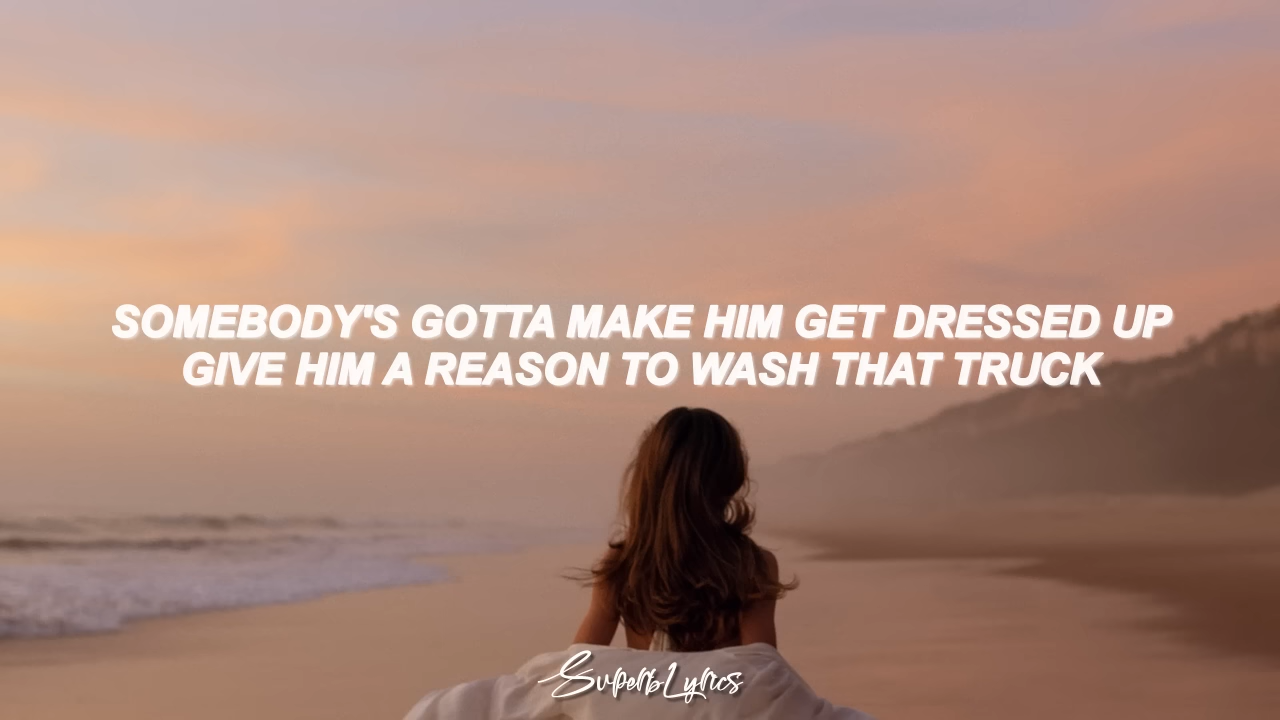 SOMEBODY'S GOTTA MAKE HIM GET DRESSED UP
GIVE HIM A REASON TO WASH THAT TRUCK
SuperbLyrics